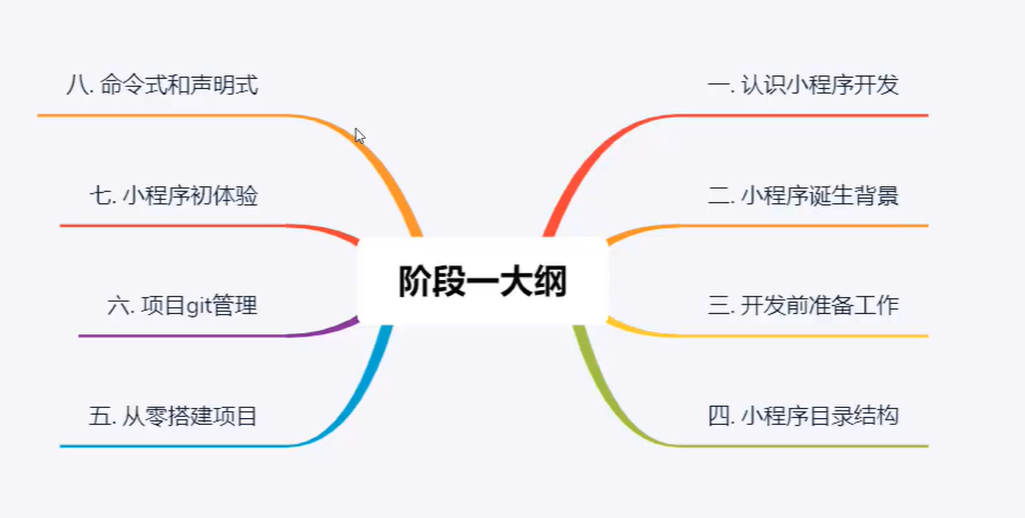 阶段一大纲
一. 认识小程序开发
二. 小程序诞生背景
三. 开发前准备工作
四. 小程序目录结构
五. 从零搭建项目
六. 项目git管理
七. 小程序初体验
八. 命令式和声明式